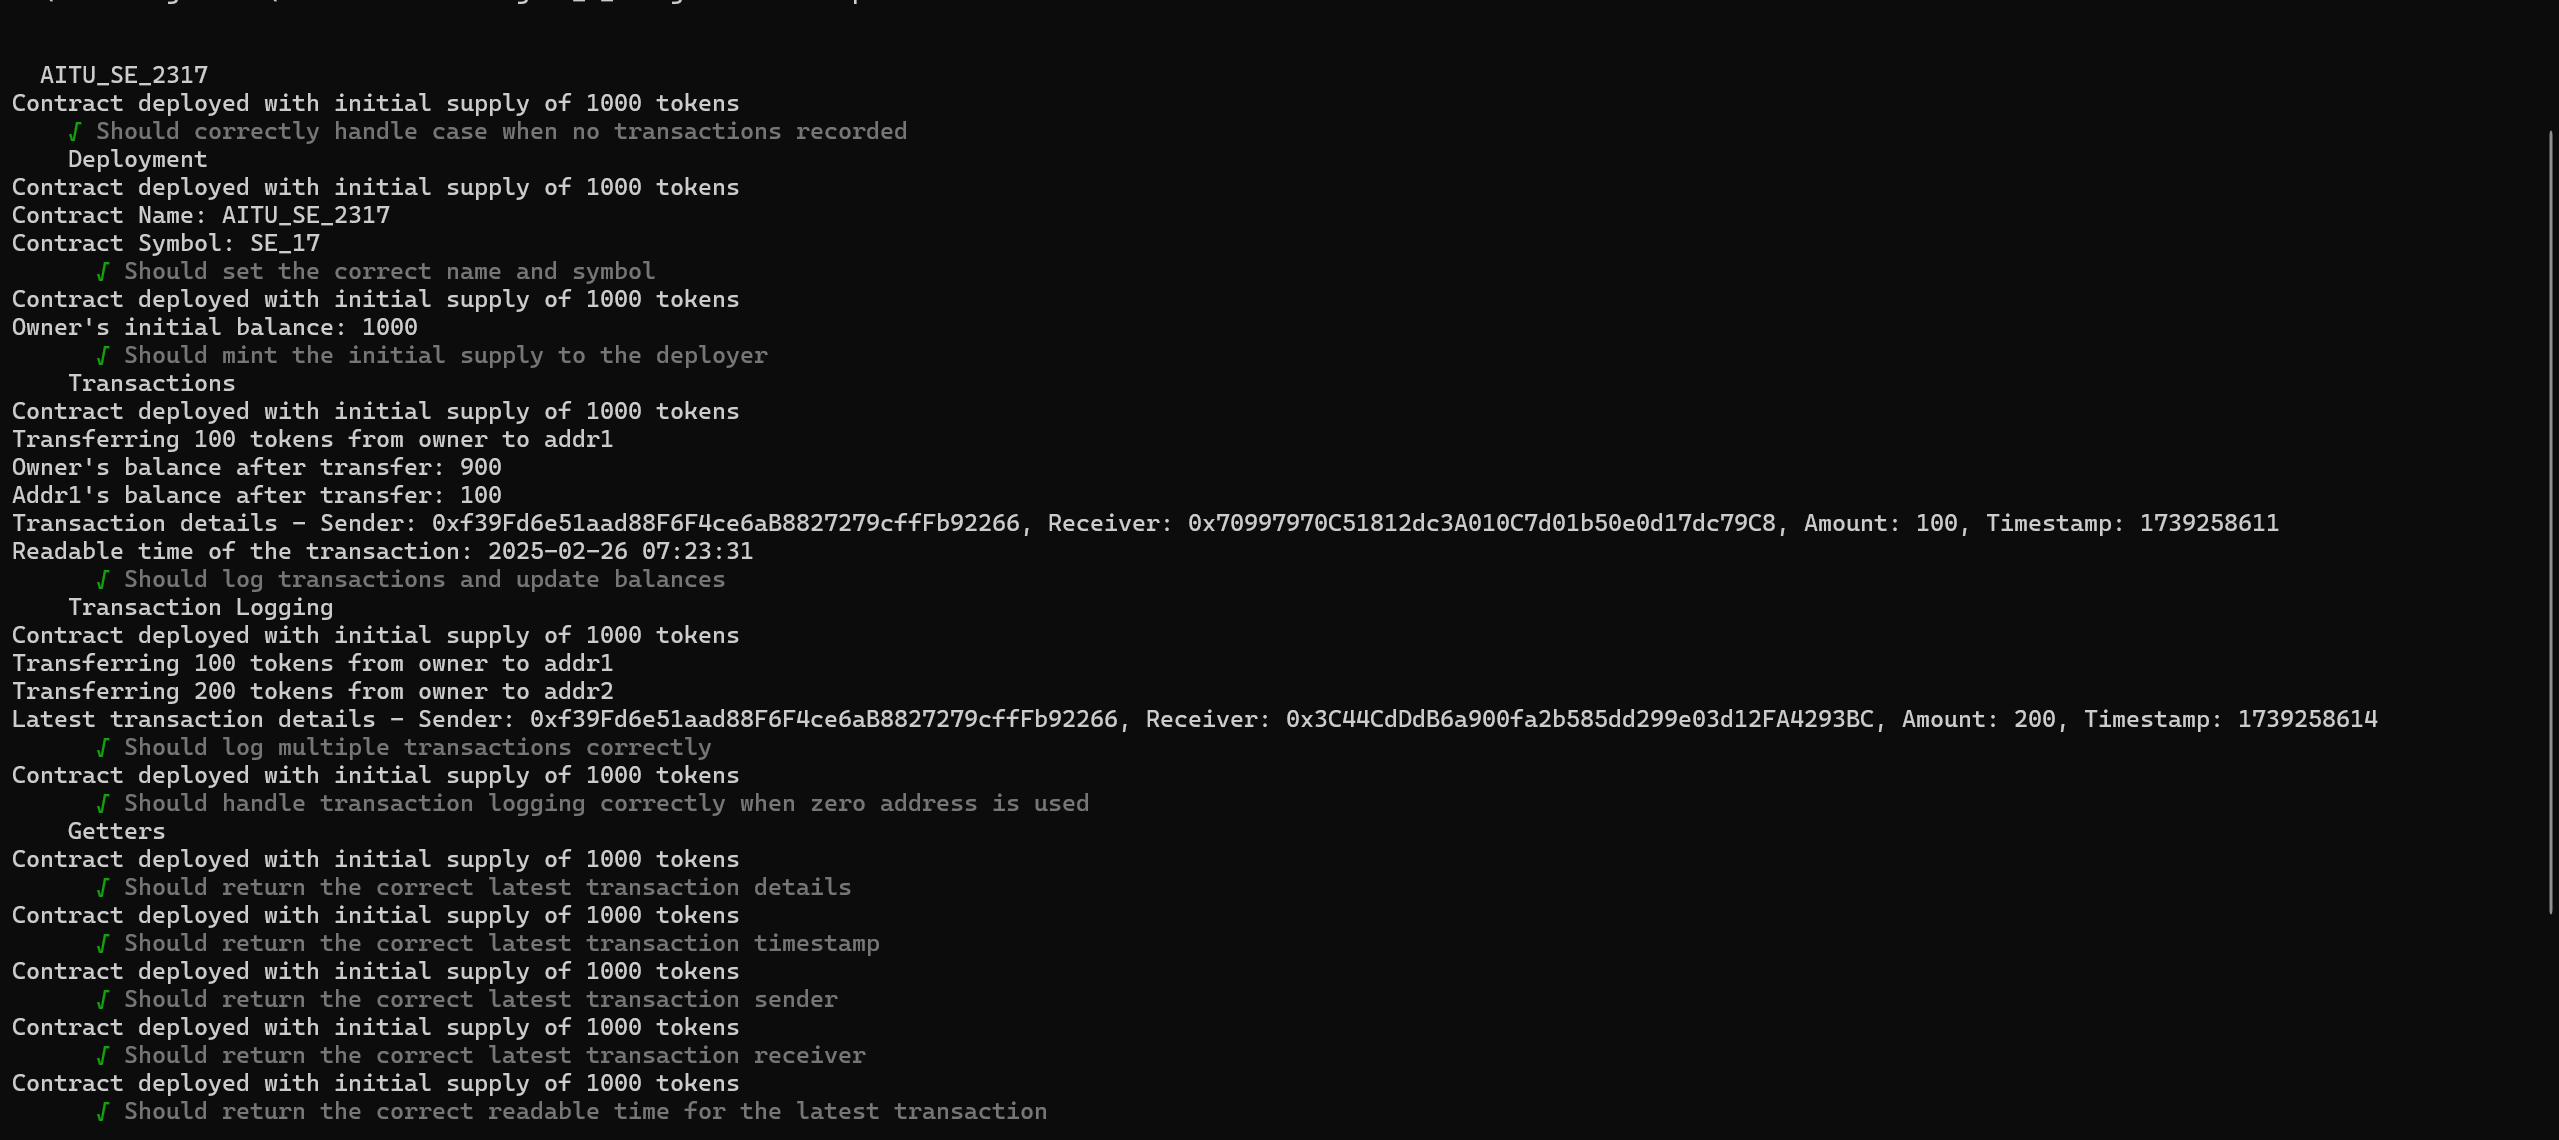 AITU_SE_2317
Contract deployed with initial supply of 1000 tokens
√ Should correctly handle case when no transactions recorded
Deployment
Contract deployed with initial supply of 1000 tokens
Contract Name: AITU_SE_2317
Contract Symbol: SE_17
√ Should set the correct name and symbol
Contract deployed with initial supply of 1000 tokens
Owner's initial balance: 1000
√ Should mint the initial supply to the deployer
Transactions
Contract deployed with initial supply of 1000 tokens
Transferring 100 tokens from owner to addr1
Owner's balance after transfer: 900
Addr1's balance after transfer: 100
Transaction details - Sender: 0xf39Fd6e51aad88F6F4ce6aB8827279cffFb92266, Receiver: 0x70997970C51812dc3A010C7d01b50e0d17dc79C8, Amount: 100, Timestamp: 1739258611
Readable time of the transaction: 2025-02-26 07:23:31
√ Should log transactions and update balances
Transaction Logging
Contract deployed with initial supply of 1000 tokens
Transferring 100 tokens from owner to addr1
Transferring 200 tokens from owner to addr2
Latest transaction details - Sender: 0xf39Fd6e51aad88F6F4ce6aB8827279cffFb92266, Receiver: 0x3C44CdDdB6a900fa2b585dd299e03d12FA4293BC, Amount: 200, Timestamp: 1739258614
√ Should log multiple transactions correctly
Contract deployed with initial supply of 1000 tokens
√ Should handle transaction logging correctly when zero address is used
Getters
Contract deployed with initial supply of 1000 tokens
√ Should return the correct latest transaction details
Contract deployed with initial supply of 1000 tokens
√ Should return the correct latest transaction timestamp
Contract deployed with initial supply of 1000 tokens
√ Should return the correct latest transaction sender
Contract deployed with initial supply of 1000 tokens
√ Should return the correct latest transaction receiver
Contract deployed with initial supply of 1000 tokens
√ Should return the correct readable time for the latest transaction